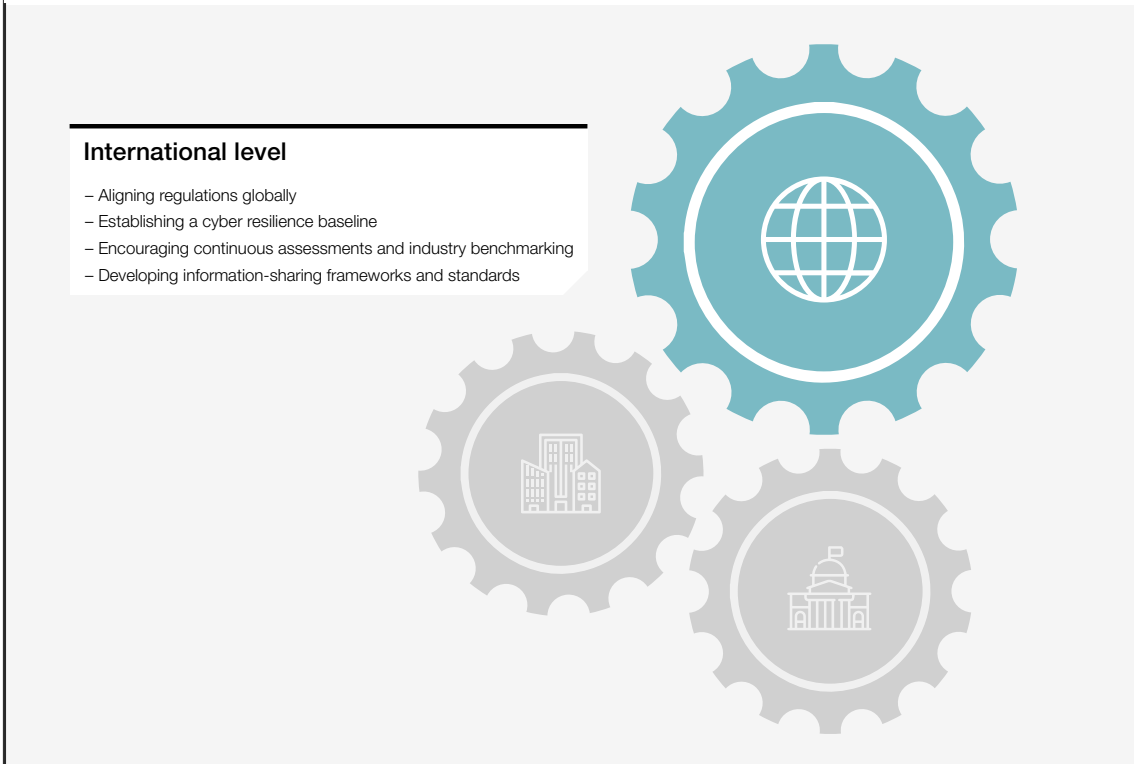 International level
– Aligning regulations globally
– Establishing a cyber resilience baseline
– Encouraging continuous assessments and industry benchmarking
– Developing information-sharing frameworks and standards